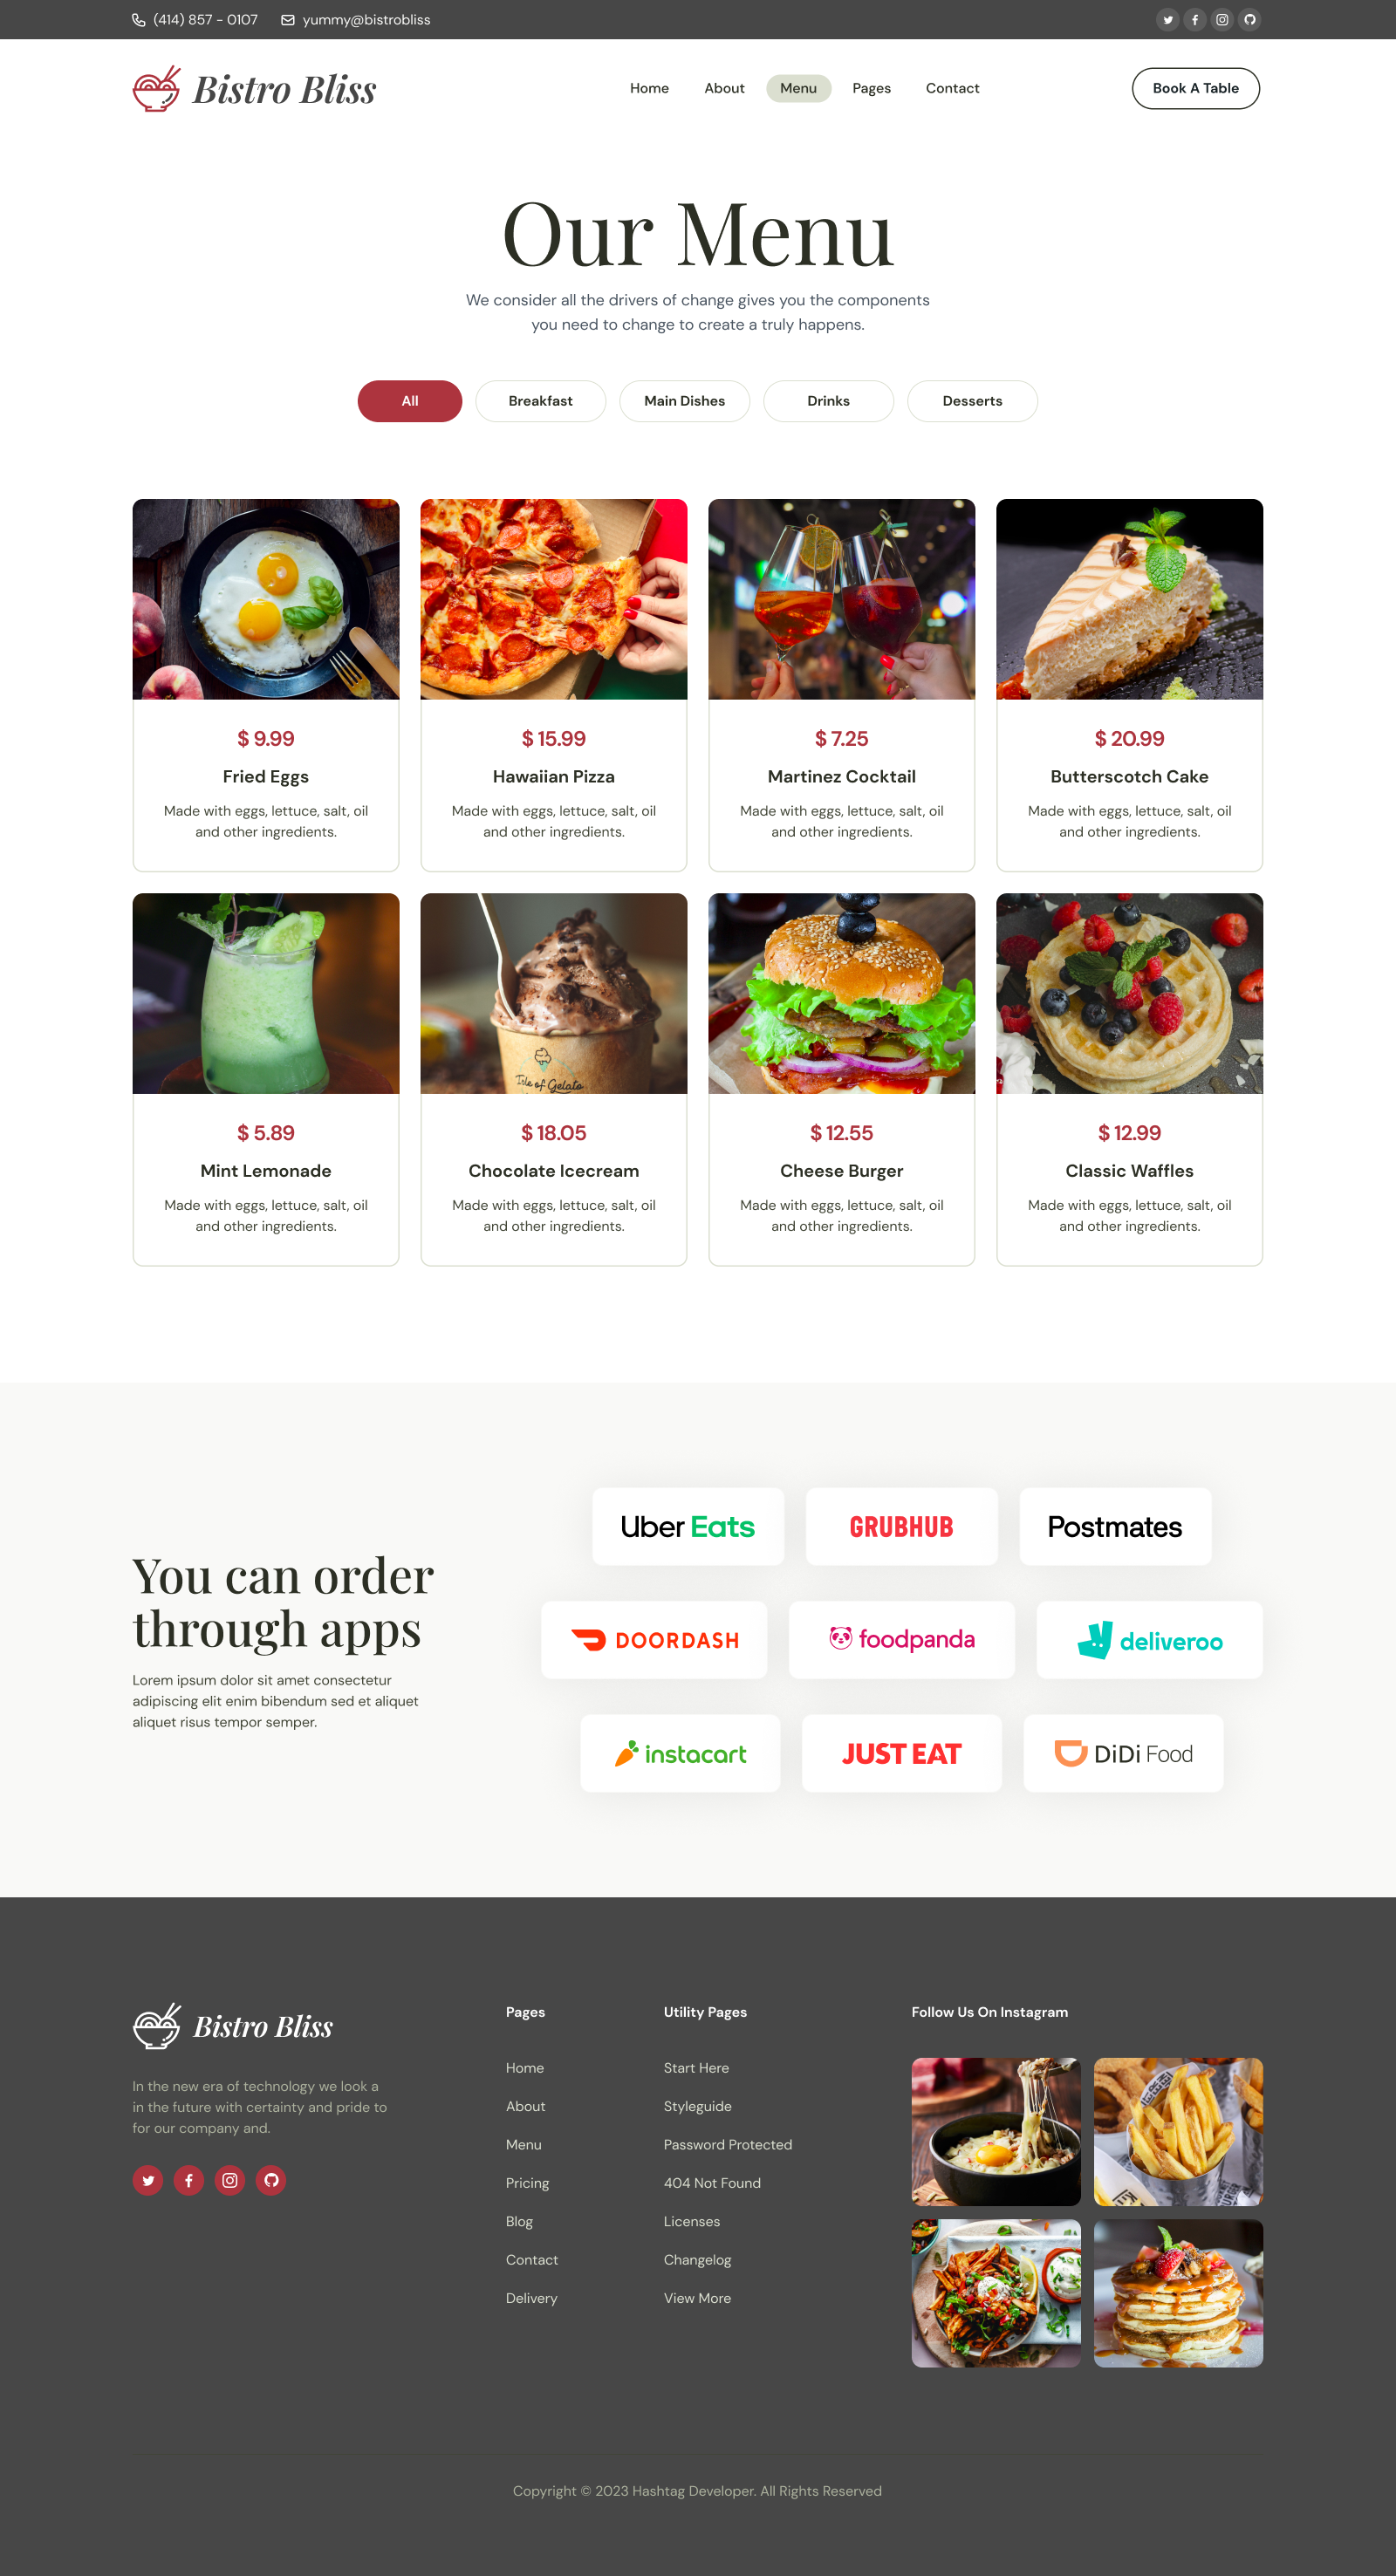 (414) 857 - 0107
yummy@bistrobliss
Bistro Bliss
Home
About
Menu
Pages
Contact
Book A Table
Our Menu
We consider all the drivers of change gives you the components
you need to change to create a truly happens.
All
Breakfast
Main Dishes
Drinks
Desserts
$ 9.99
Fried Eggs
Made with eggs, lettuce, salt, oil
and other ingredients.
$ 15.99
Hawaiian Pizza
Made with eggs, lettuce, salt, oil
and other ingredients.
$ 7.25
Martinez Cocktail
Made with eggs, lettuce, salt, oil
and other ingredients.
$ 20.99
Butterscotch Cake
Made with eggs, lettuce, salt, oil
and other ingredients.
Isle of Gelato
$ 5.89
Mint Lemonade
Made with eggs, lettuce, salt, oil
and other ingredients.
$ 18.05
Chocolate Icecream
Made with eggs, lettuce, salt, oil
and other ingredients.
$ 12.55
Cheese Burger
Made with eggs, lettuce, salt, oil
and other ingredients.
$ 12.99
Classic Waffles
Made with eggs, lettuce, salt, oil
and other ingredients.
You can order
through apps
Lorem ipsum dolor sit amet consectetur
adipiscing elit enim bibendum sed et aliquet
aliquet risus tempor semper.
Uber Eats
GRUBHUB
Postmates
DOORDASH
foodpanda
deliveroo
instacart
JUST EAT
DiDi Food
Bistro Bliss
In the new era of technology we look a
in the future with certainty and pride to
for our company and.
Pages
Home
About
Menu
Pricing
Blog
Contact
Delivery
Utility Pages
Start Here
Styleguide
Password Protected
404 Not Found
Licenses
Changelog
View More
Follow Us On Instagram
Copyright © 2023 Hashtag Developer. All Rights Reserved